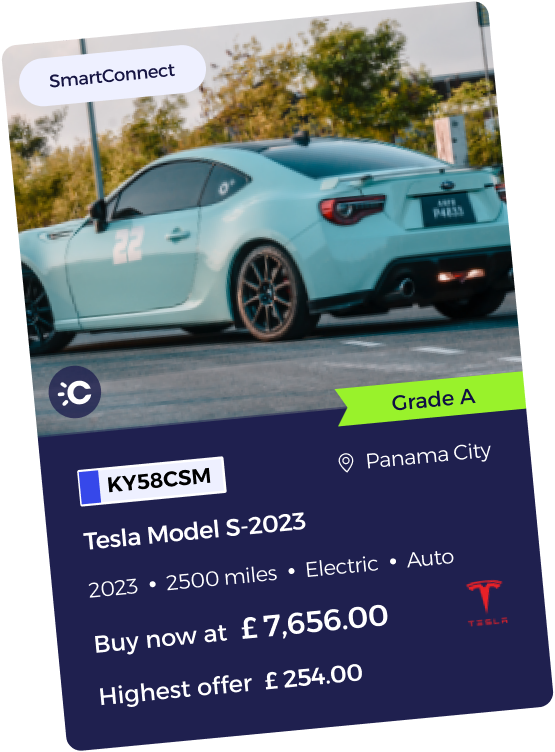 SmartConnect
22
P4833
C
Grade A
Panama City
KY58CSM
Tesla Model S-2023
2023 • 2500 miles • Electric • Auto
TESLA
Buy now at £ 7,656.00
Highest offer £ 254.00